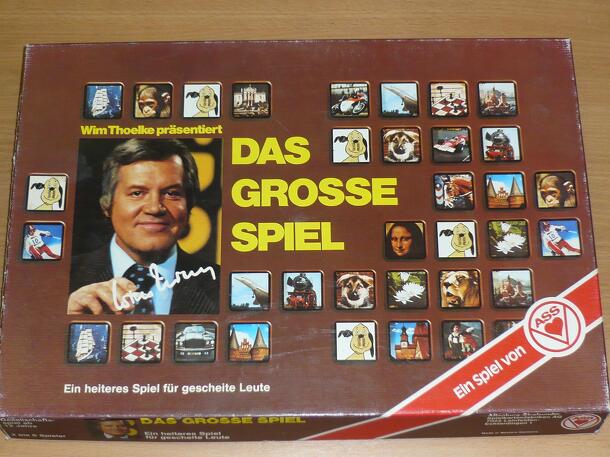 Wim Thoelke präsentiert
DAS
GROSSE
SPIEL
Ein Spiel von
ASS
Ein heiteres Spiel für gescheite Leute
DAS GROSSE SPIEL
Ein heiteres Spiel
für gescheite Leute